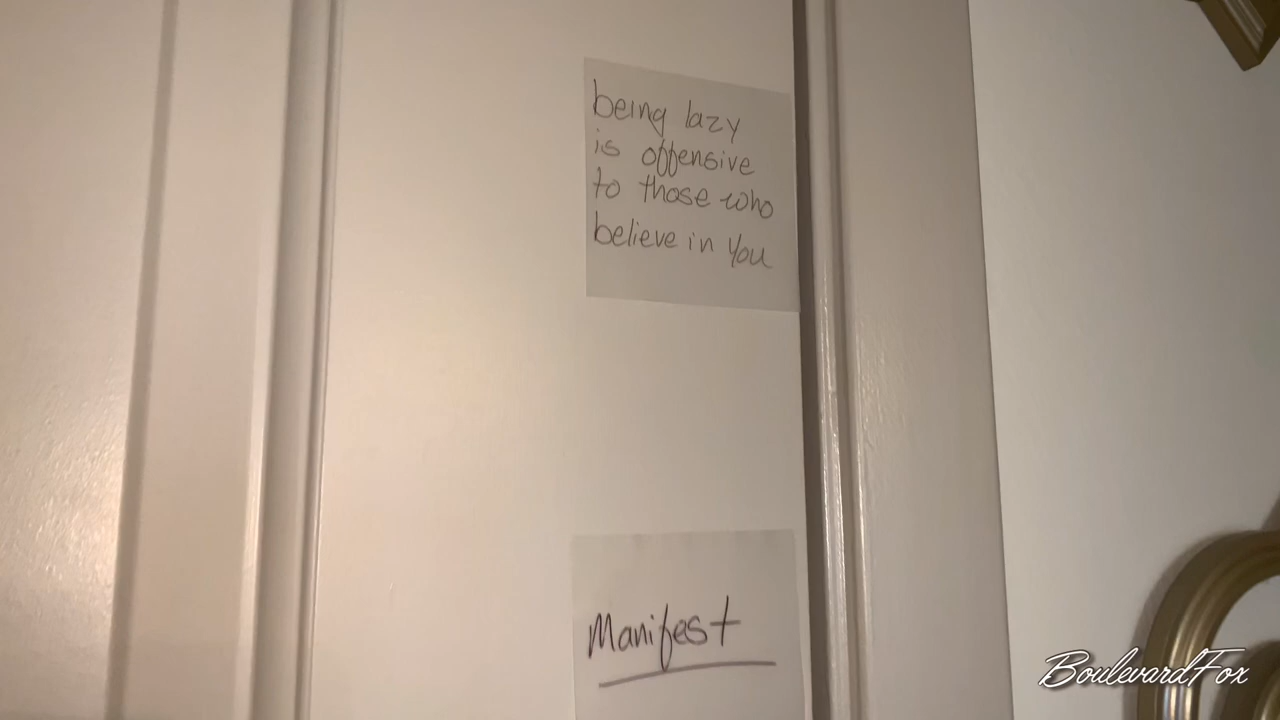 being lazy
is offensive
to those who
believe in you
Manifest
BoulevardFox